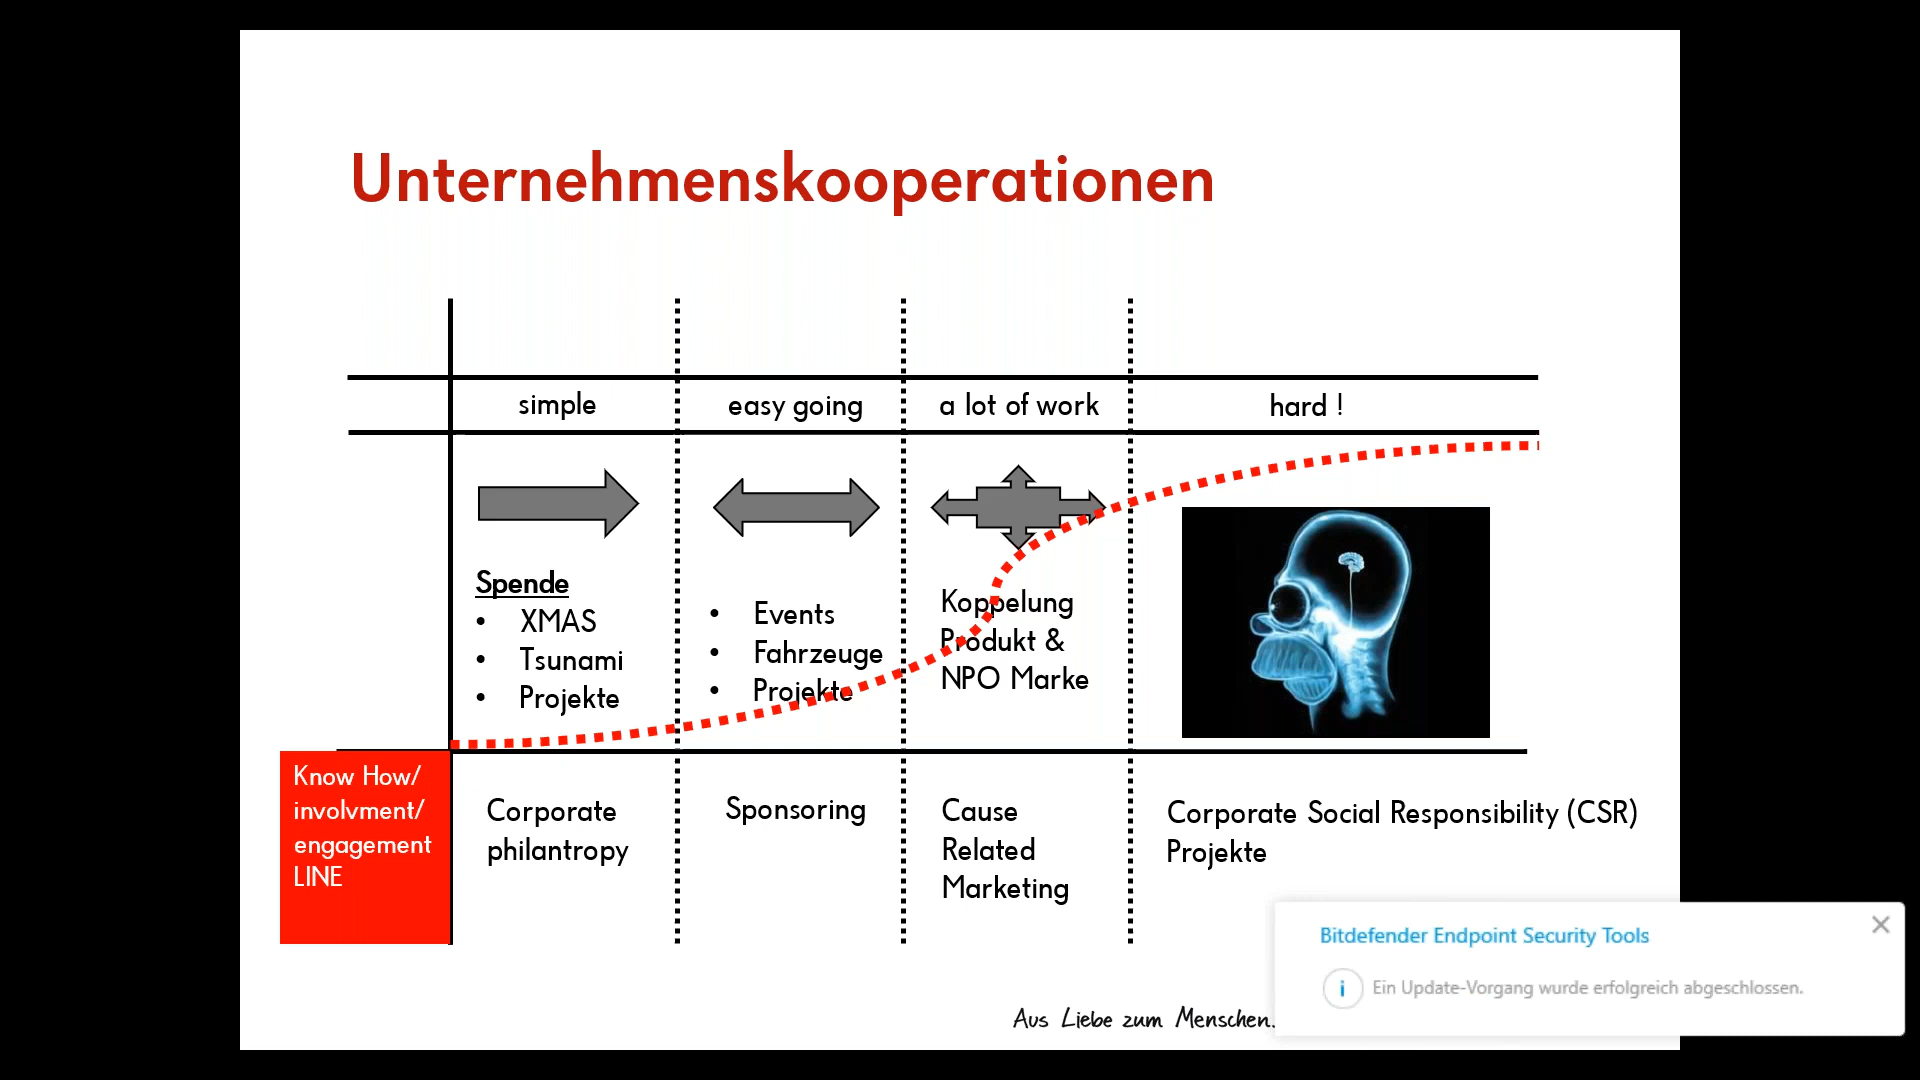 Unternehmenskooperationen
simple
easy going
a lot of work
hard !
Spende
• XMAS
• Tsunami
• Projekte
• Events
• Fahrzeuge
• Projekte
Koppelung
Produkt &
NPO Marke
Know How/
involvment/
engagement
LINE
Corporate
philantropy
Sponsoring
Cause
Related
Marketing
Corporate Social Responsibility (CSR)
Projekte
Aus Liebe zum Menschen.
Bitdefender Endpoint Security Tools
i
Ein Update-Vorgang wurde erfolgreich abgeschlossen.